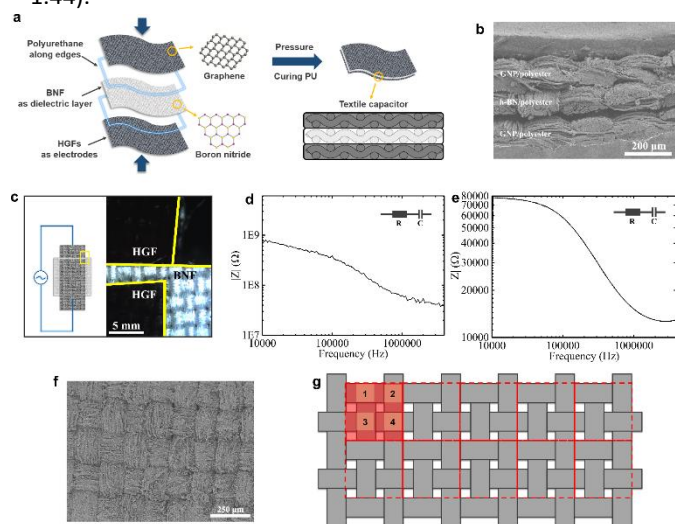 1.44).
a
Polyurethane
along edges
BNF
as dielectric layer
HGFs
as electrodes
Graphene
Boron nitride
Pressure
Curing PU
Textile capacitor
b
GNP/polyester
h-BN/polyester
GNP/polyester
200 μm
c
HGF
BNF
HGF
5 mm
d
1E9
1E8
1E7
|Z| (Ω)
R C
10000 100000 1000000
Frequency (Hz)
e
80000
70000
60000
50000
40000
30000
20000
10000
|Z| (Ω)
R C
10000 100000 1000000
Frequency (Hz)
f
250 μm
g
1 2
3 4